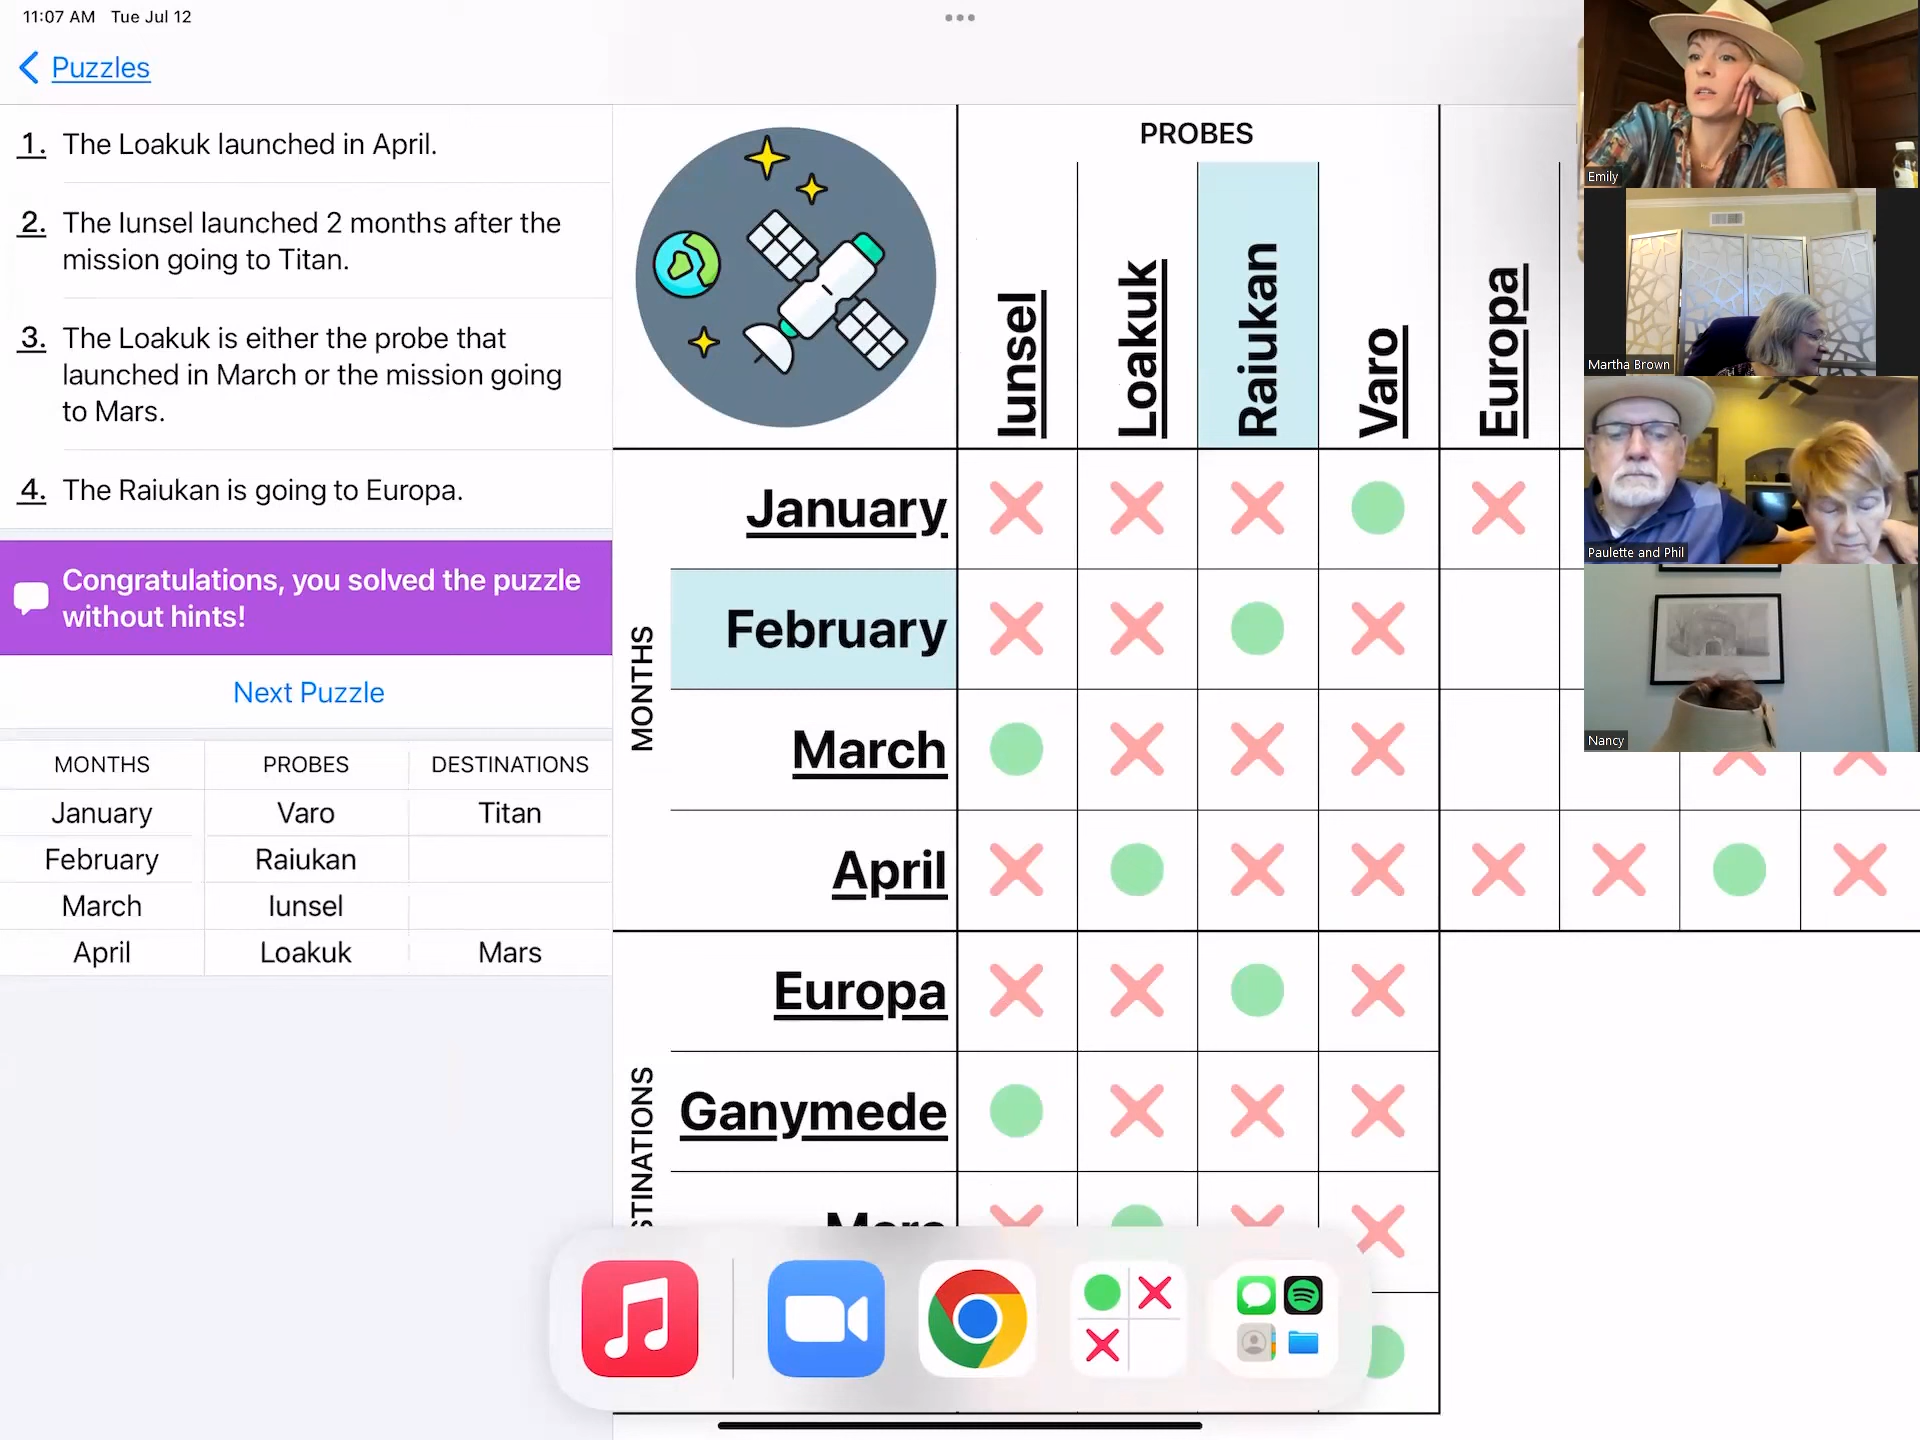 11:07 AM Tue Jul 12
Puzzles
1. The Loakuk launched in April.
2. The Iunsel launched 2 months after the
mission going to Titan.
3. The Loakuk is either the probe that
launched in March or the mission going
to Mars.
4. The Raiukan is going to Europa.
Congratulations, you solved the puzzle
without hints!
Next Puzzle
MONTHS PROBES DESTINATIONS
January Varo Titan
February Raiukan
March Iunsel
April Loakuk Mars
PROBES
Iunsel
Loakuk
Raiukan
Varo
Europa
MONTHS
January
February
March
April
Europa
Ganymede
Emily
Martha Brown
Paulette and Phil
Nancy